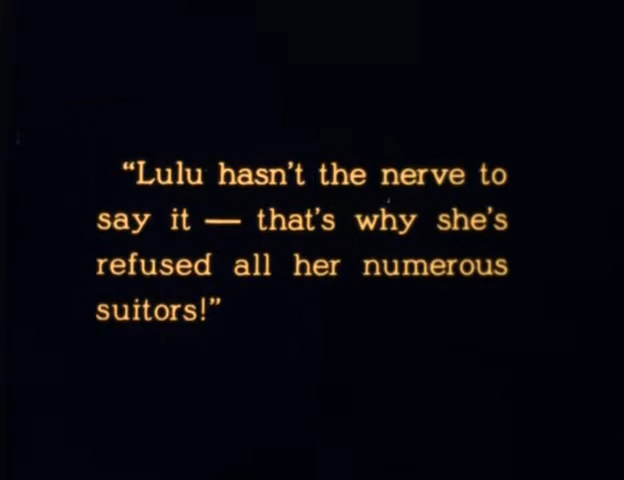 “Lulu hasn't the nerve to
say it — that's why she's
refused all her numerous
suitors!”